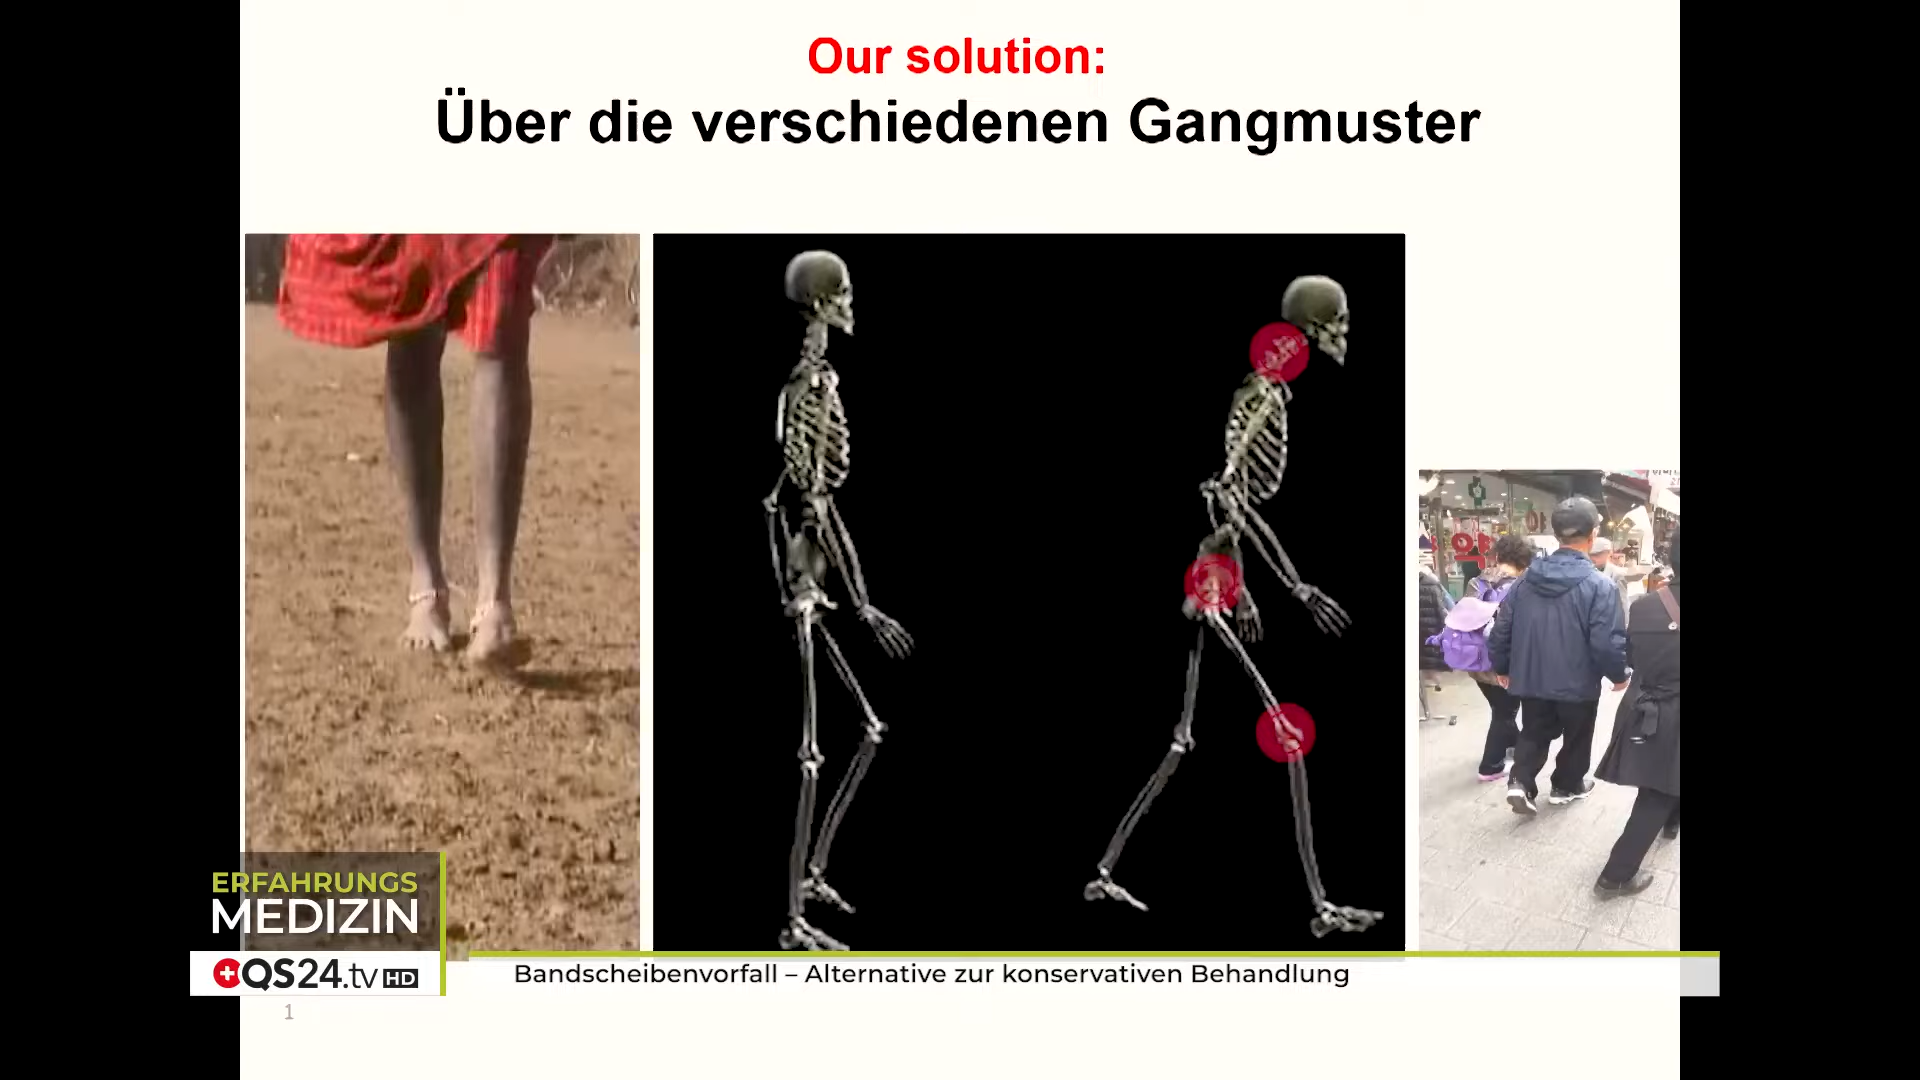 Our solution:
Über die verschiedenen Gangmuster
ERFAHRUNGS
MEDIZIN
QS24.tv HD
Bandscheibenvorfall – Alternative zur konservativen Behandlung
1